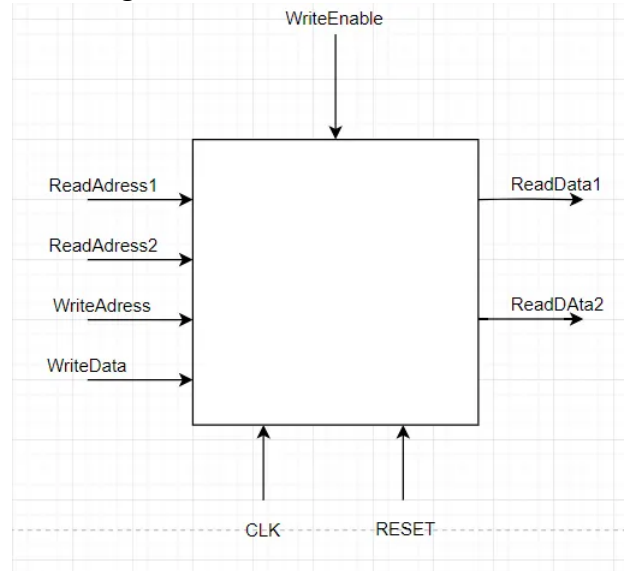 WriteEnable
ReadAdress1
ReadData1
ReadAdress2
WriteAdress
ReadDAta2
WriteData
CLK
RESET